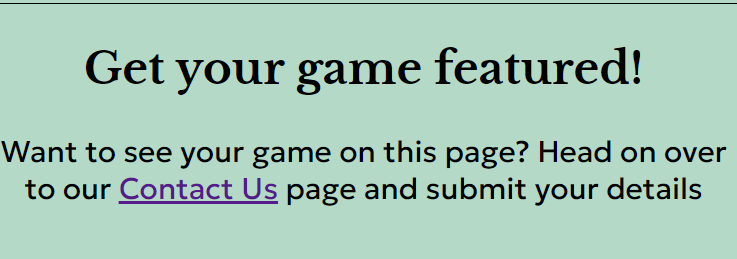 Get your game featured!
Want to see your game on this page? Head on over
to our Contact Us page and submit your details